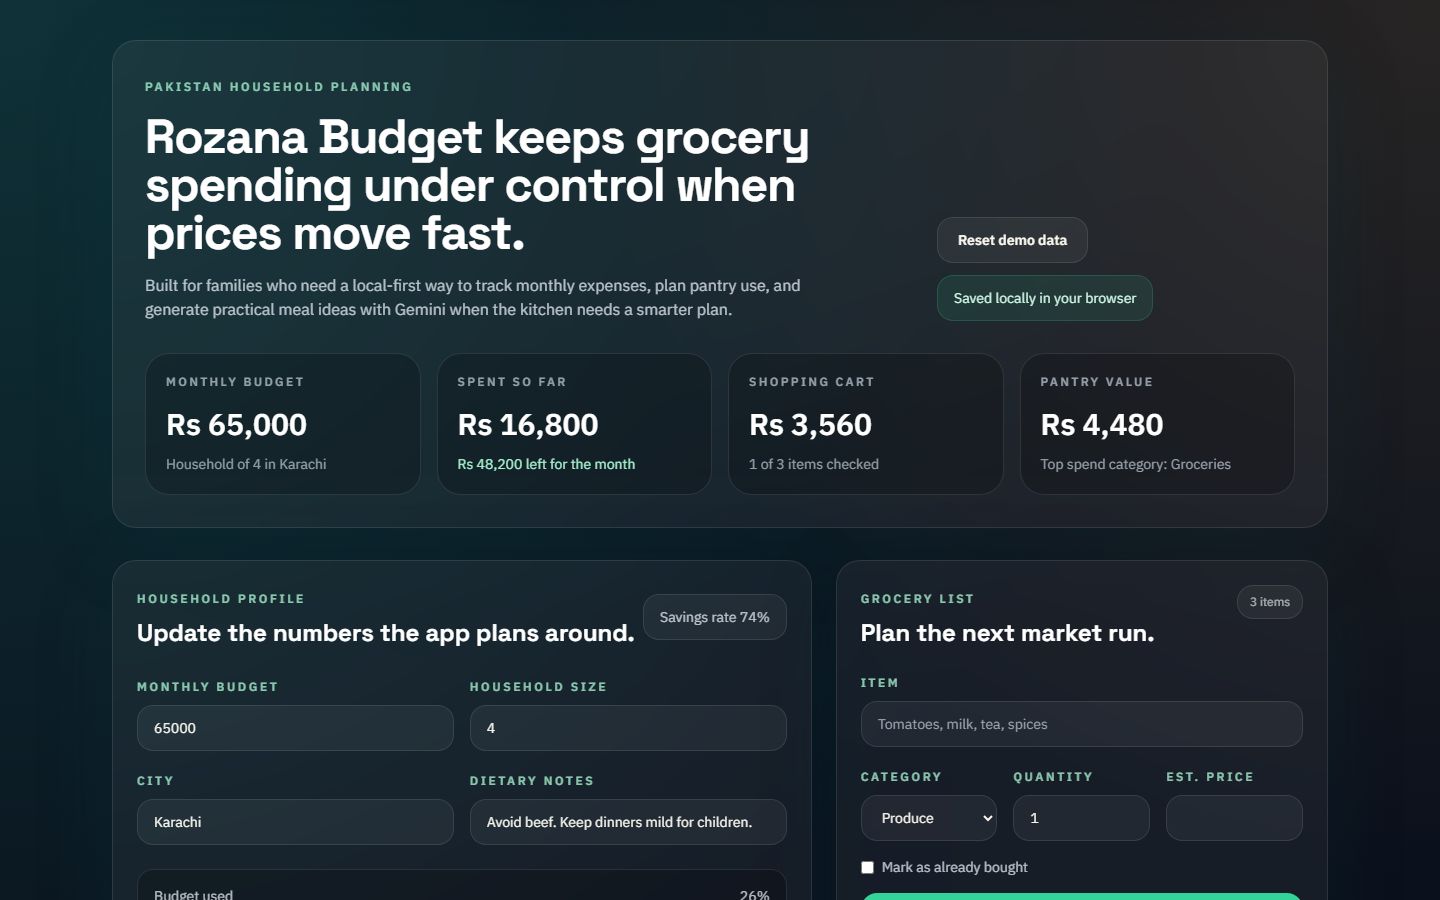 PAKISTAN HOUSEHOLD PLANNING
Rozana Budget keeps grocery
spending under control when
prices move fast.
Built for families who need a local-first way to track monthly expenses, plan pantry use, and
generate practical meal ideas with Gemini when the kitchen needs a smarter plan.
Reset demo data
Saved locally in your browser
MONTHLY BUDGET
Rs 65,000
Household of 4 in Karachi
SPENT SO FAR
Rs 16,800
Rs 48,200 left for the month
SHOPPING CART
Rs 3,560
1 of 3 items checked
PANTRY VALUE
Rs 4,480
Top spend category: Groceries
HOUSEHOLD PROFILE
Update the numbers the app plans around.
Savings rate 74%
MONTHLY BUDGET
65000
HOUSEHOLD SIZE
4
CITY
Karachi
DIETARY NOTES
Avoid beef. Keep dinners mild for children.
Budget used
26%
GROCERY LIST
Plan the next market run.
3 items
ITEM
Tomatoes, milk, tea, spices
CATEGORY
Produce
QUANTITY
1
EST. PRICE
Mark as already bought